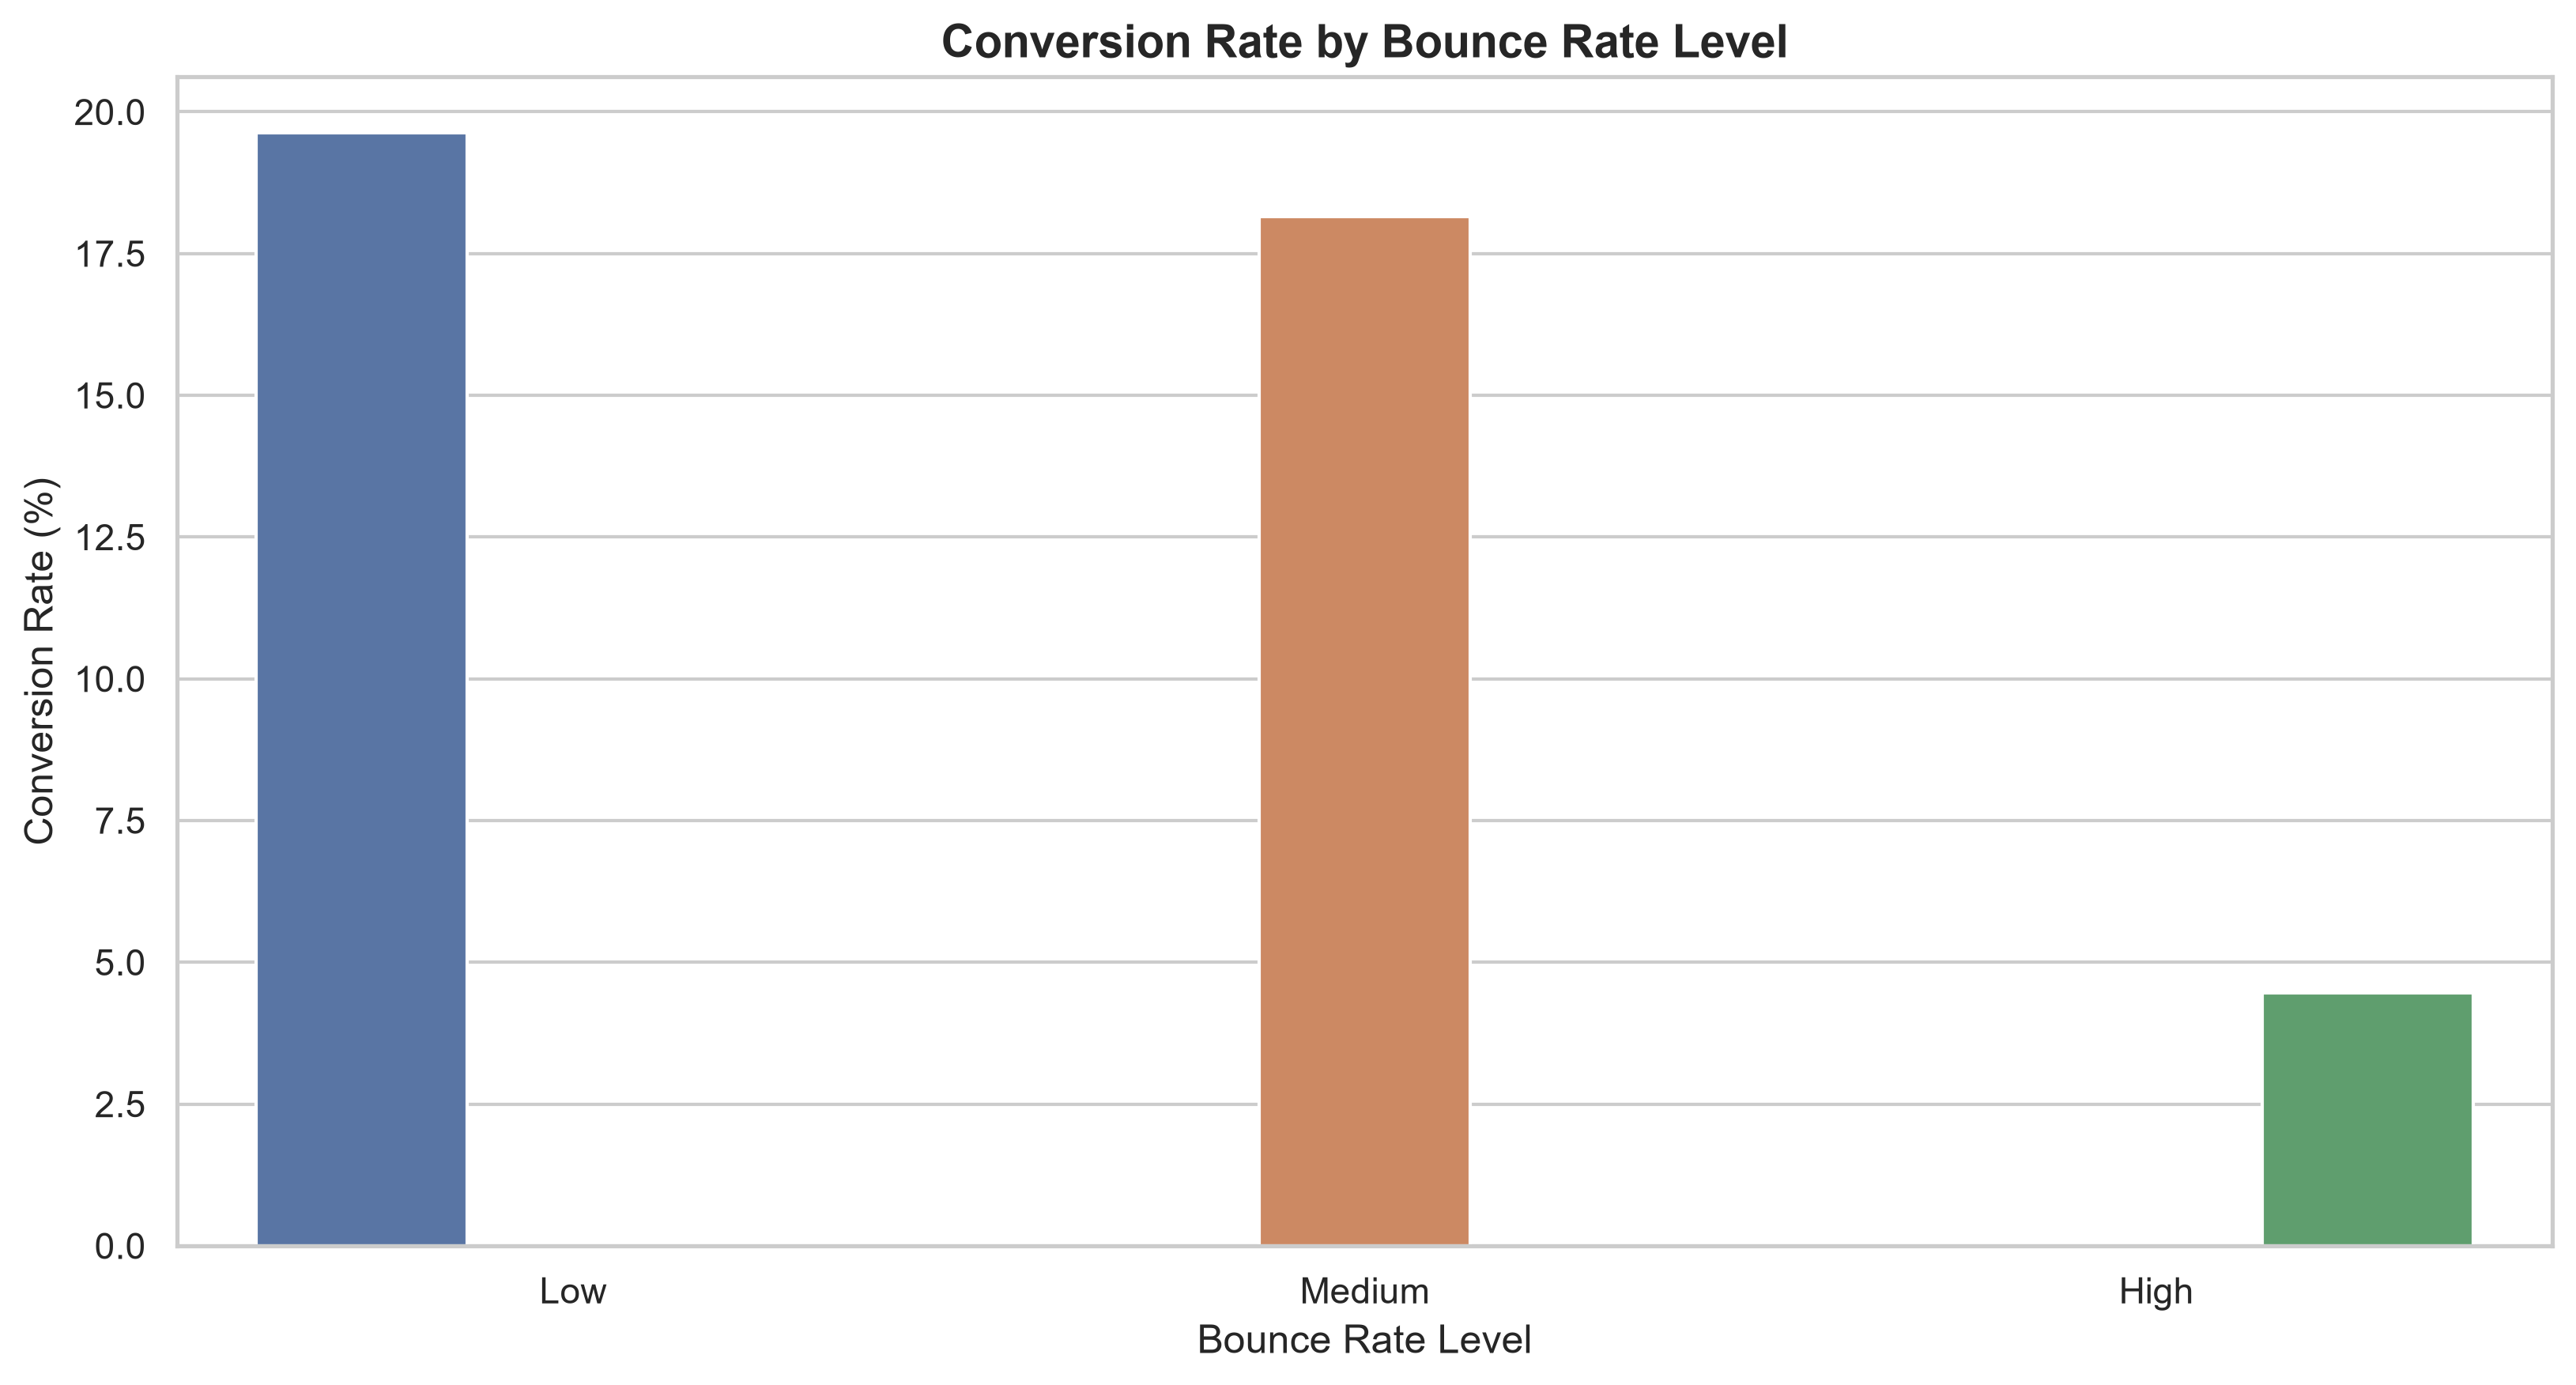 Conversion Rate by Bounce Rate Level
Conversion Rate (%)
20.0
17.5
15.0
12.5
10.0
7.5
5.0
2.5
0.0
Low Medium High
Bounce Rate Level